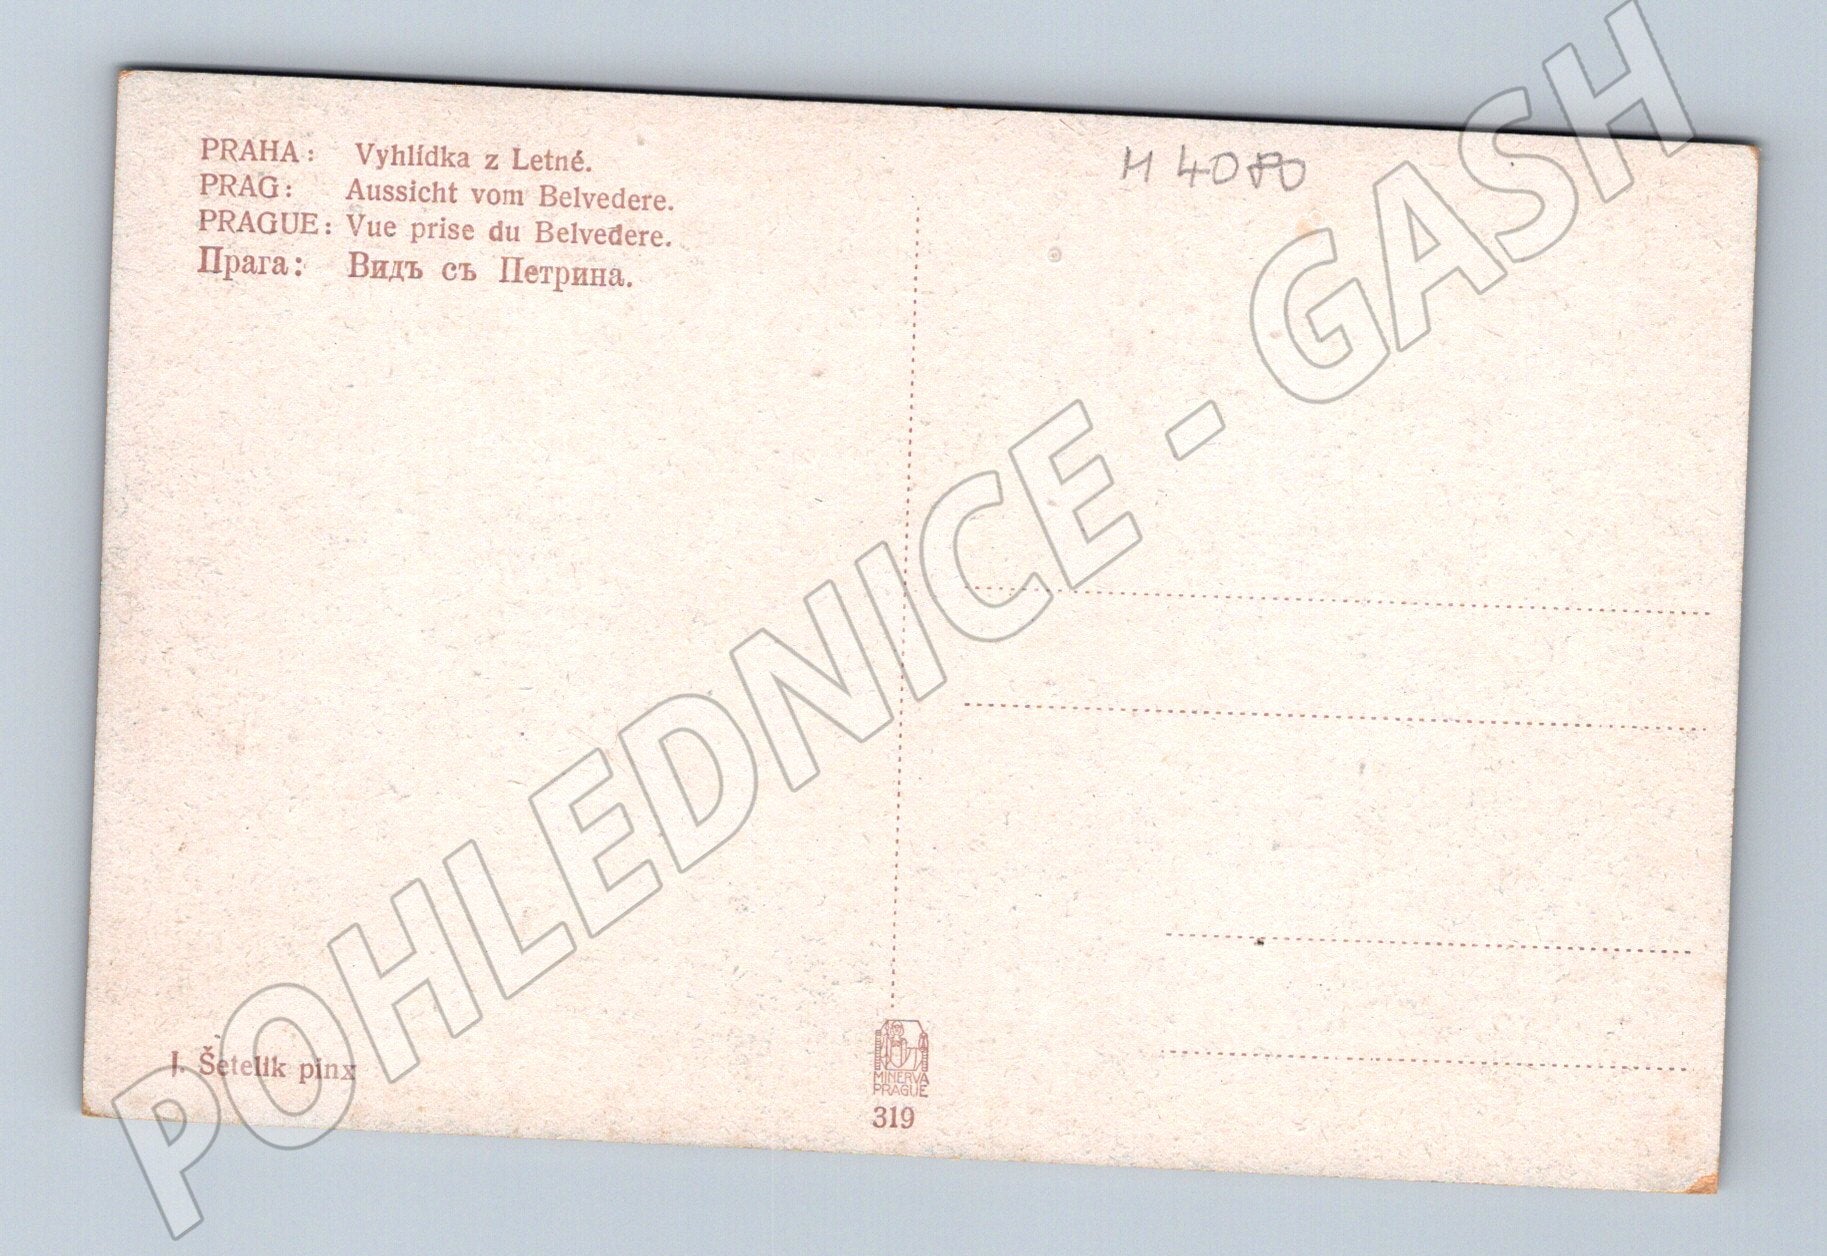 PRAHA: Vyhlídka z Letné.
PRAG: Aussicht vom Belvedere.
PRAGUE: Vue prise du Belvedere.
Прага: Видъ съ Петрина.
H 4080
POHLEDNICE - GASH
J. Šetelik pinx
MINERVA
PRAGUE
319